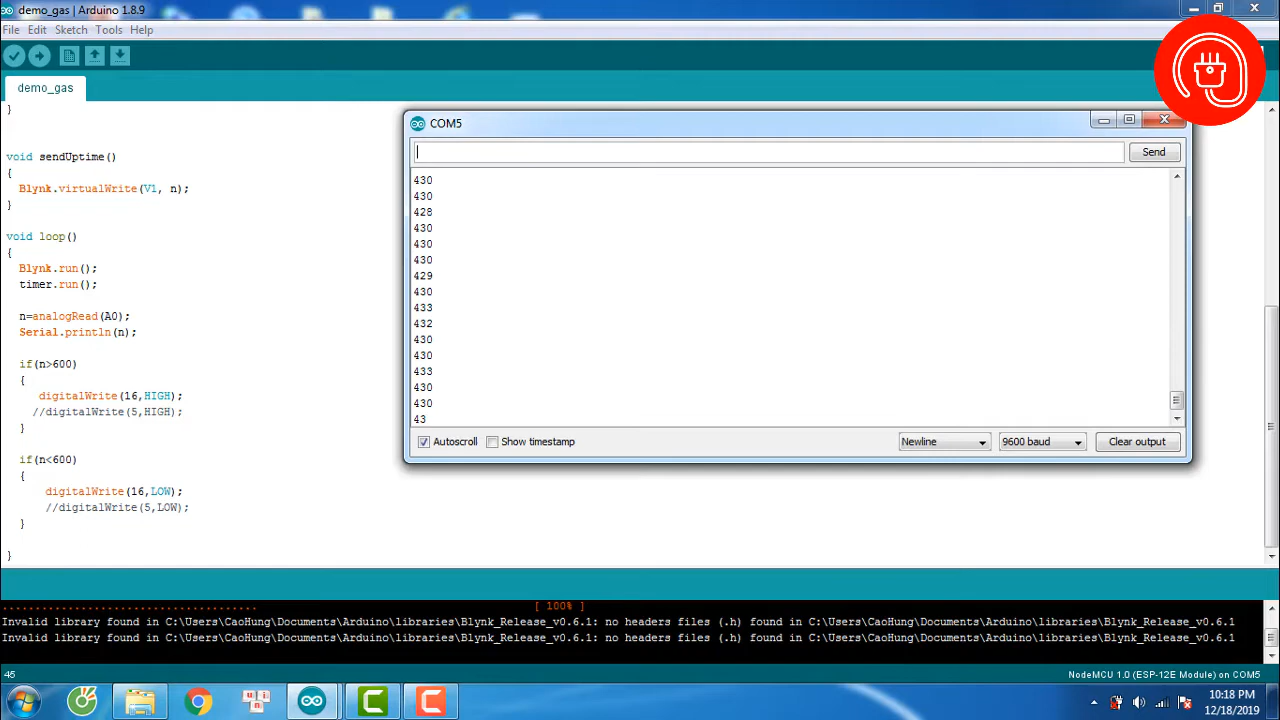 demo_gas | Arduino 1.8.9
File Edit Sketch Tools Help
demo_gas
}
void sendUptime()
{
Blynk.virtualWrite(V1, n);
}
void loop()
{
Blynk.run();
timer.run();
n=analogRead(A0);
Serial.println(n);
if(n>600)
{
digitalWrite(16,HIGH);
//digitalWrite(5,HIGH);
}
if(n<600)
{
digitalWrite(16,LOW);
//digitalWrite(5,LOW);
}
}
COM5
Send
430
430
428
430
430
430
429
430
433
432
430
430
433
430
430
43
Autoscroll Show timestamp Newline 9600 baud Clear output
..................................... [ 100% ]
Invalid library found in C:\Users\CaoHung\Documents\Arduino\libraries\Blynk_Release_v0.6.1: no headers files (.h) found in C:\Users\CaoHung\Documents\Arduino\libraries\Blynk_Release_v0.6.1
Invalid library found in C:\Users\CaoHung\Documents\Arduino\libraries\Blynk_Release_v0.6.1: no headers files (.h) found in C:\Users\CaoHung\Documents\Arduino\libraries\Blynk_Release_v0.6.1
45 NodeMCU 1.0 (ESP-12E Module) on COM5
10:18 PM
12/18/2019